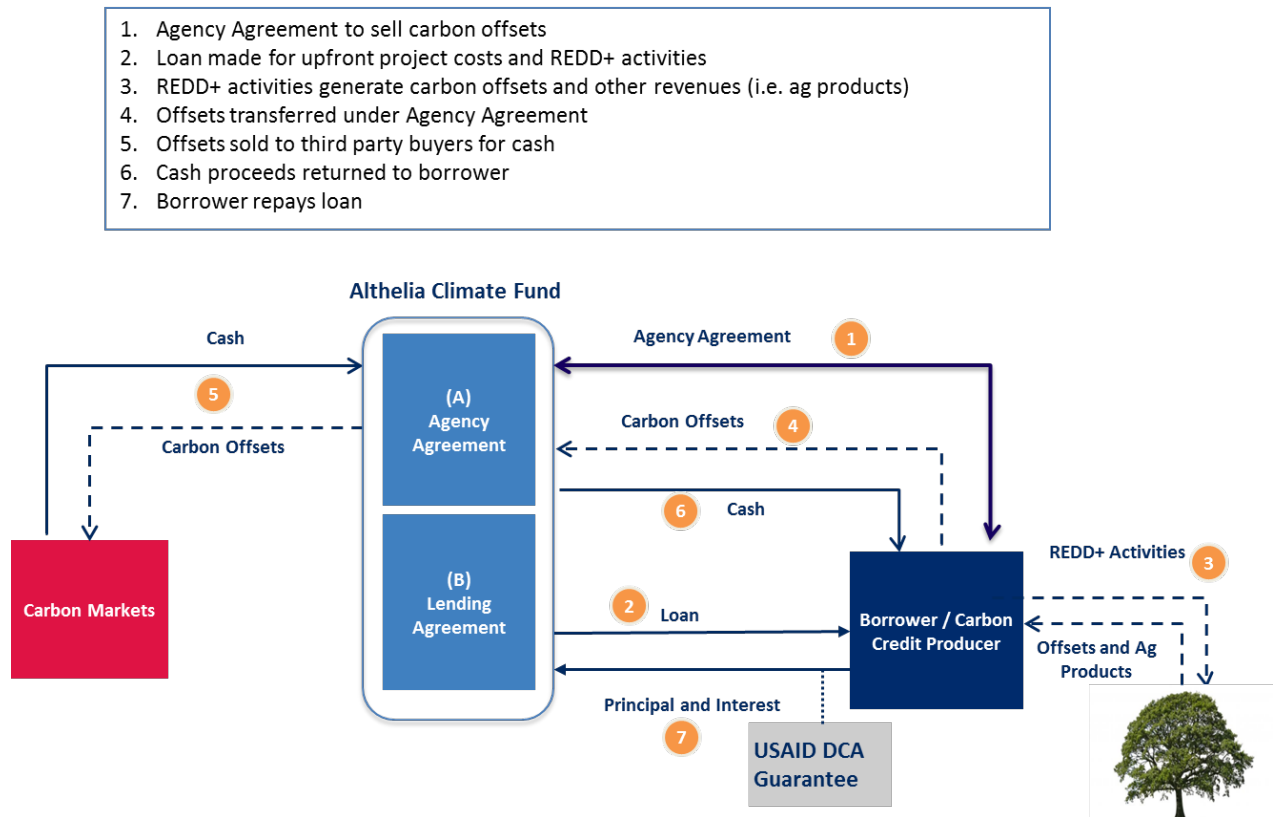 1. Agency Agreement to sell carbon offsets
2. Loan made for upfront project costs and REDD+ activities
3. REDD+ activities generate carbon offsets and other revenues (i.e. ag products)
4. Offsets transferred under Agency Agreement
5. Offsets sold to third party buyers for cash
6. Cash proceeds returned to borrower
7. Borrower repays loan
Althelia Climate Fund
Cash
5
Carbon Offsets
Carbon Markets
(A)
Agency
Agreement
(B)
Lending
Agreement
Agency Agreement
1
Carbon Offsets
4
6
Cash
2
Loan
Principal and Interest
7
USAID DCA
Guarantee
Borrower / Carbon
Credit Producer
REDD+ Activities
3
Offsets and Ag
Products